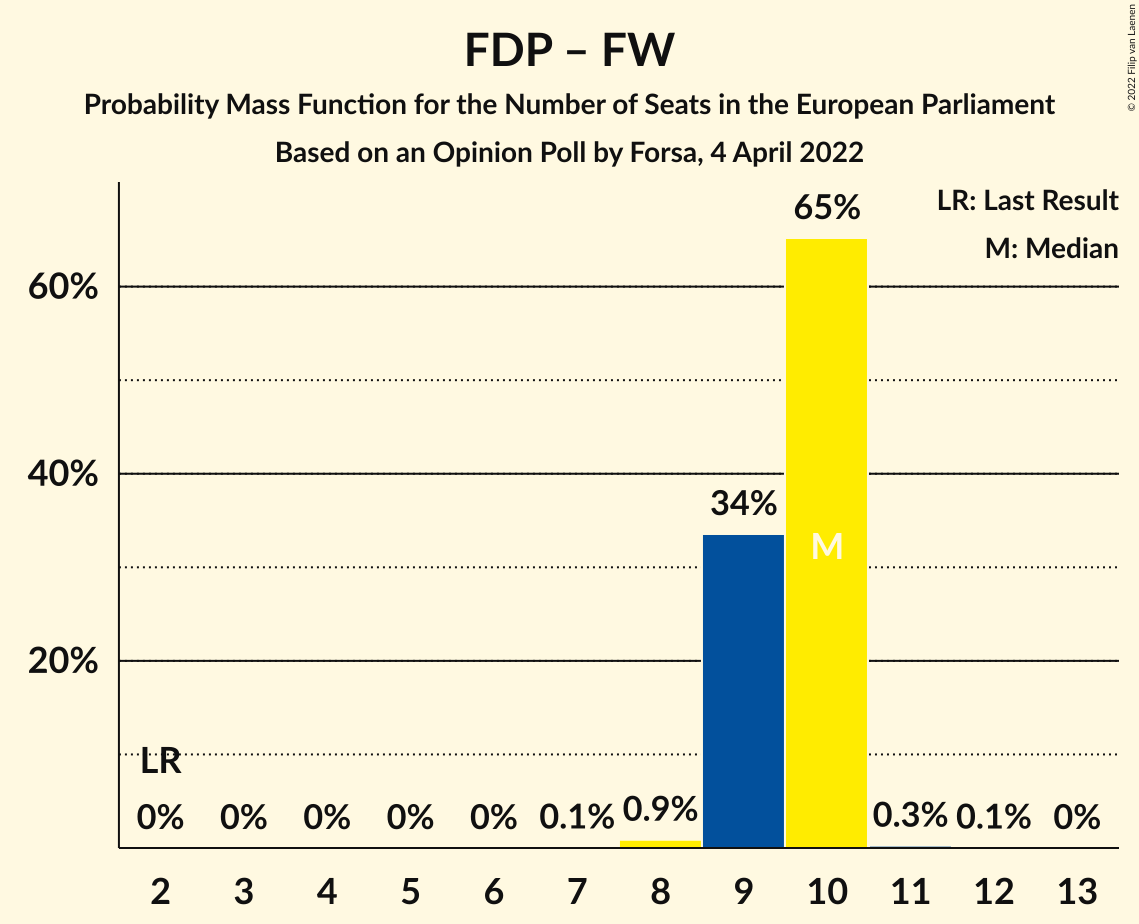 FDP – FW
Probability Mass Function for the Number of Seats in the European Parliament
Based on an Opinion Poll by Forsa, 4 April 2022
© 2022 Filip van Laenen
LR: Last Result
M: Median
65%
60%
40%
34%
M
20%
LR
0% 0% 0% 0% 0% 0.1% 0.9% 0.3% 0.1% 0%
2 3 4 5 6 7 8 9 10 11 12 13